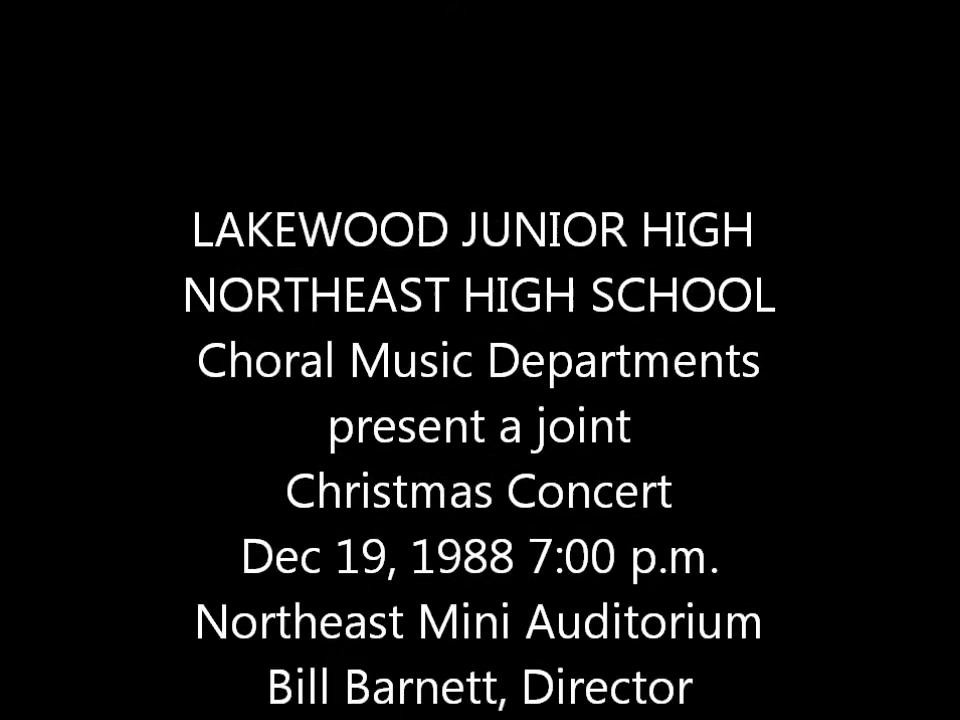 LAKEWOOD JUNIOR HIGH
NORTHEAST HIGH SCHOOL
Choral Music Departments
present a joint
Christmas Concert
Dec 19, 1988 7:00 p.m.
Northeast Mini Auditorium
Bill Barnett, Director